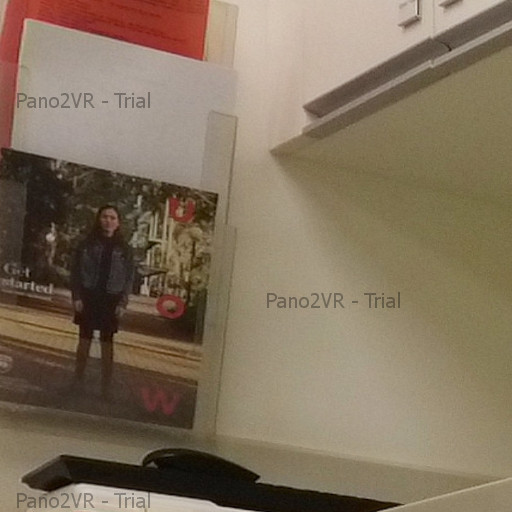 Pano2VR - Trial
U
Get
started
Pano2VR - Trial
O
W
Pano2VR - Trial